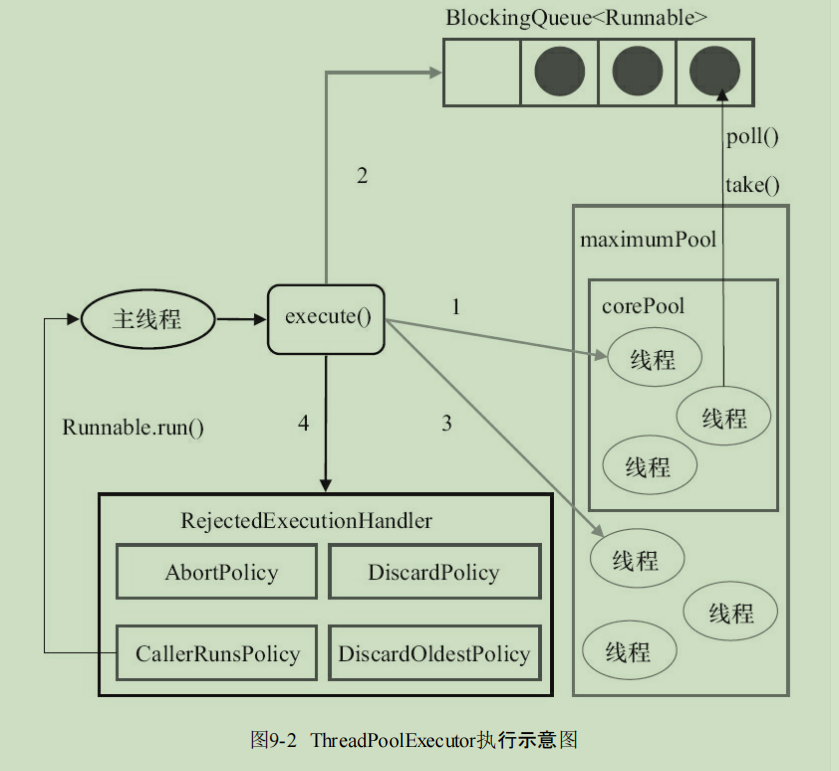 BlockingQueue<Runnable>
poll()
2
take()
maximumPool
corePool
主线程
execute()
1
线程
线程
Runnable.run()
4
3
线程
RejectedExecutionHandler
线程
AbortPolicy
DiscardPolicy
线程
CallerRunsPolicy
DiscardOldestPolicy
线程
图9-2 ThreadPoolExecutor执行示意图